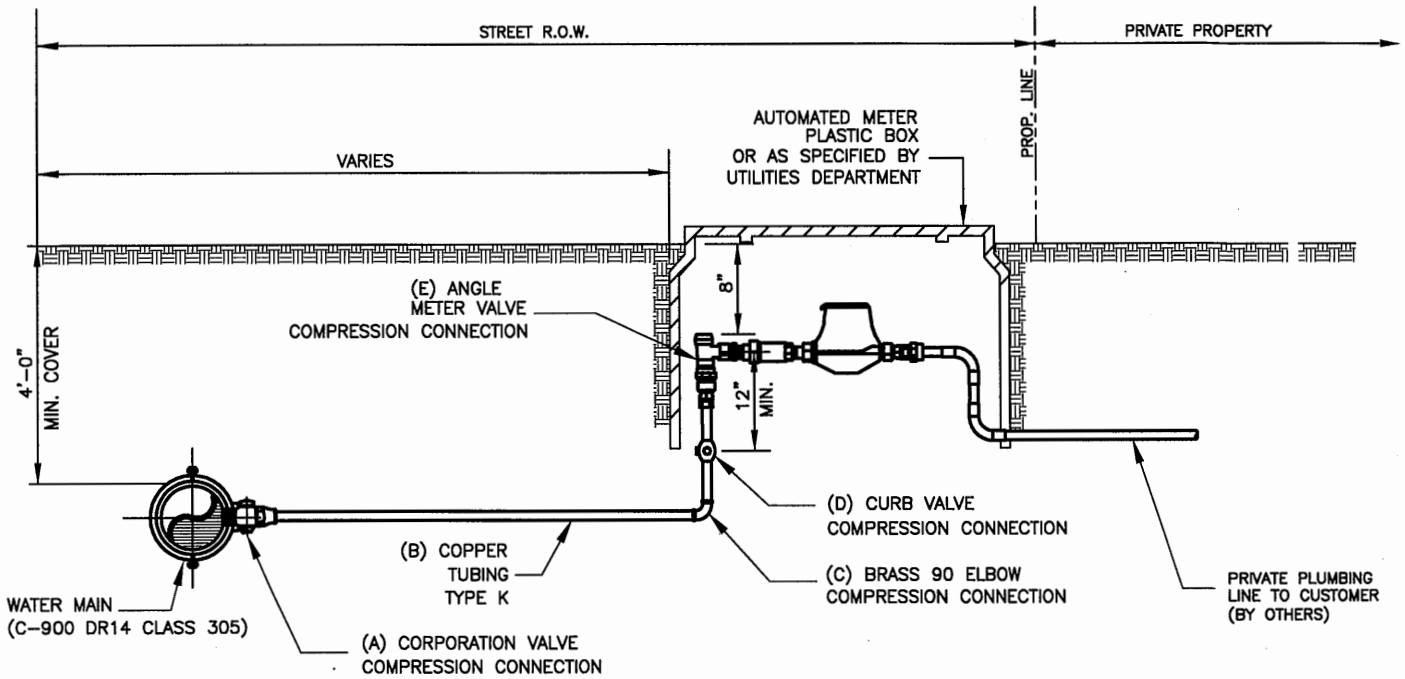 STREET R.O.W.
PRIVATE PROPERTY
PROP. LINE
AUTOMATED METER
PLASTIC BOX
OR AS SPECIFIED BY
UTILITIES DEPARTMENT
VARIES
4'-0"
MIN. COVER
(E) ANGLE
METER VALVE
COMPRESSION CONNECTION
8"
12"
MIN.
(D) CURB VALVE
COMPRESSION CONNECTION
(B) COPPER
TUBING
TYPE K
(C) BRASS 90 ELBOW
COMPRESSION CONNECTION
PRIVATE PLUMBING
LINE TO CUSTOMER
(BY OTHERS)
WATER MAIN
(C-900 DR14 CLASS 305)
(A) CORPORATION VALVE
COMPRESSION CONNECTION